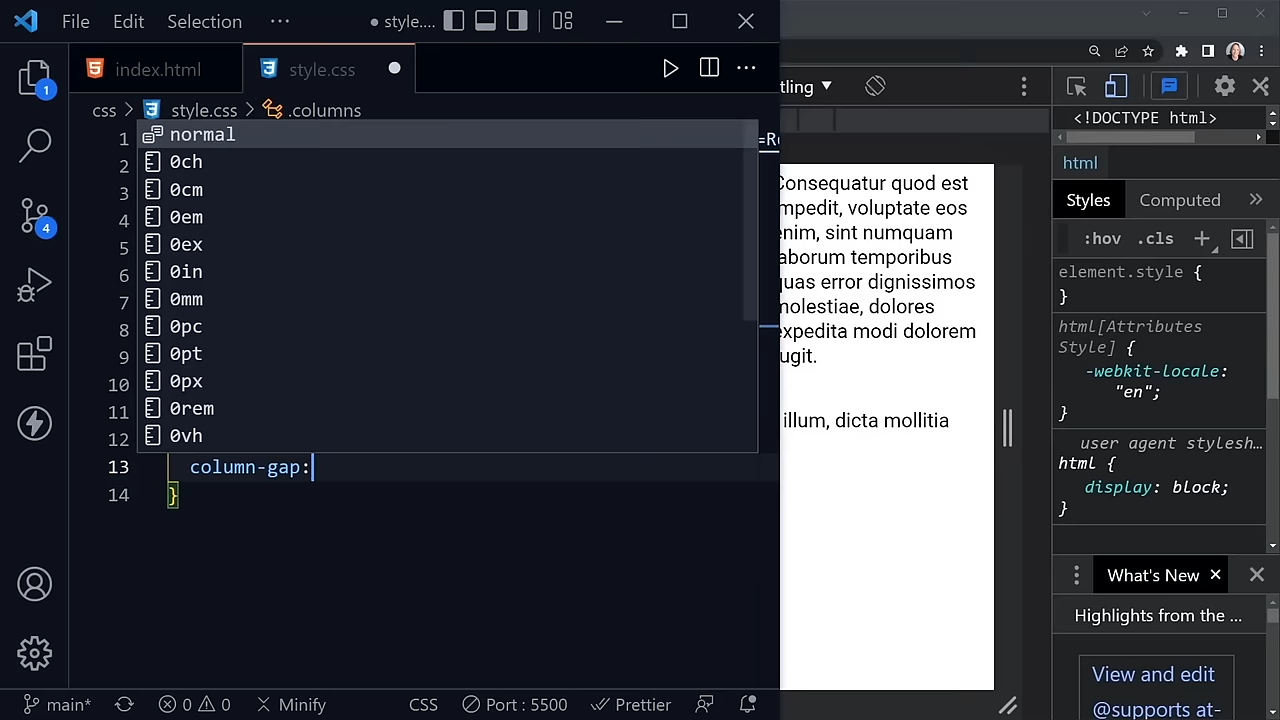 File Edit Selection ··· ● style....
index.html style.css ●
css > style.css > .columns
1 normal
2 0ch
3 0cm
4 0em
5 0ex
6 0in
7 0mm
8 0pc
9 0pt
10 0px
11 0rem
12 0vh
13 column-gap:
14 }
1
4
main* 0 0 Minify CSS Port : 5500 Prettier
tling ▼
Consequatur quod est
mpedit, voluptate eos
enim, sint numquam
aborum temporibus
quas error dignissimos
molestiae, dolores
expedita modi dolorem
ugit.
illum, dicta mollitia
<!DOCTYPE html>
html
Styles Computed »
:hov .cls +
element.style {
}
html[Attributes
Style] {
-webkit-locale:
"en";
}
user agent stylesh…
html {
display: block;
}
What's New ×
Highlights from the ...
View and edit
@supports at-